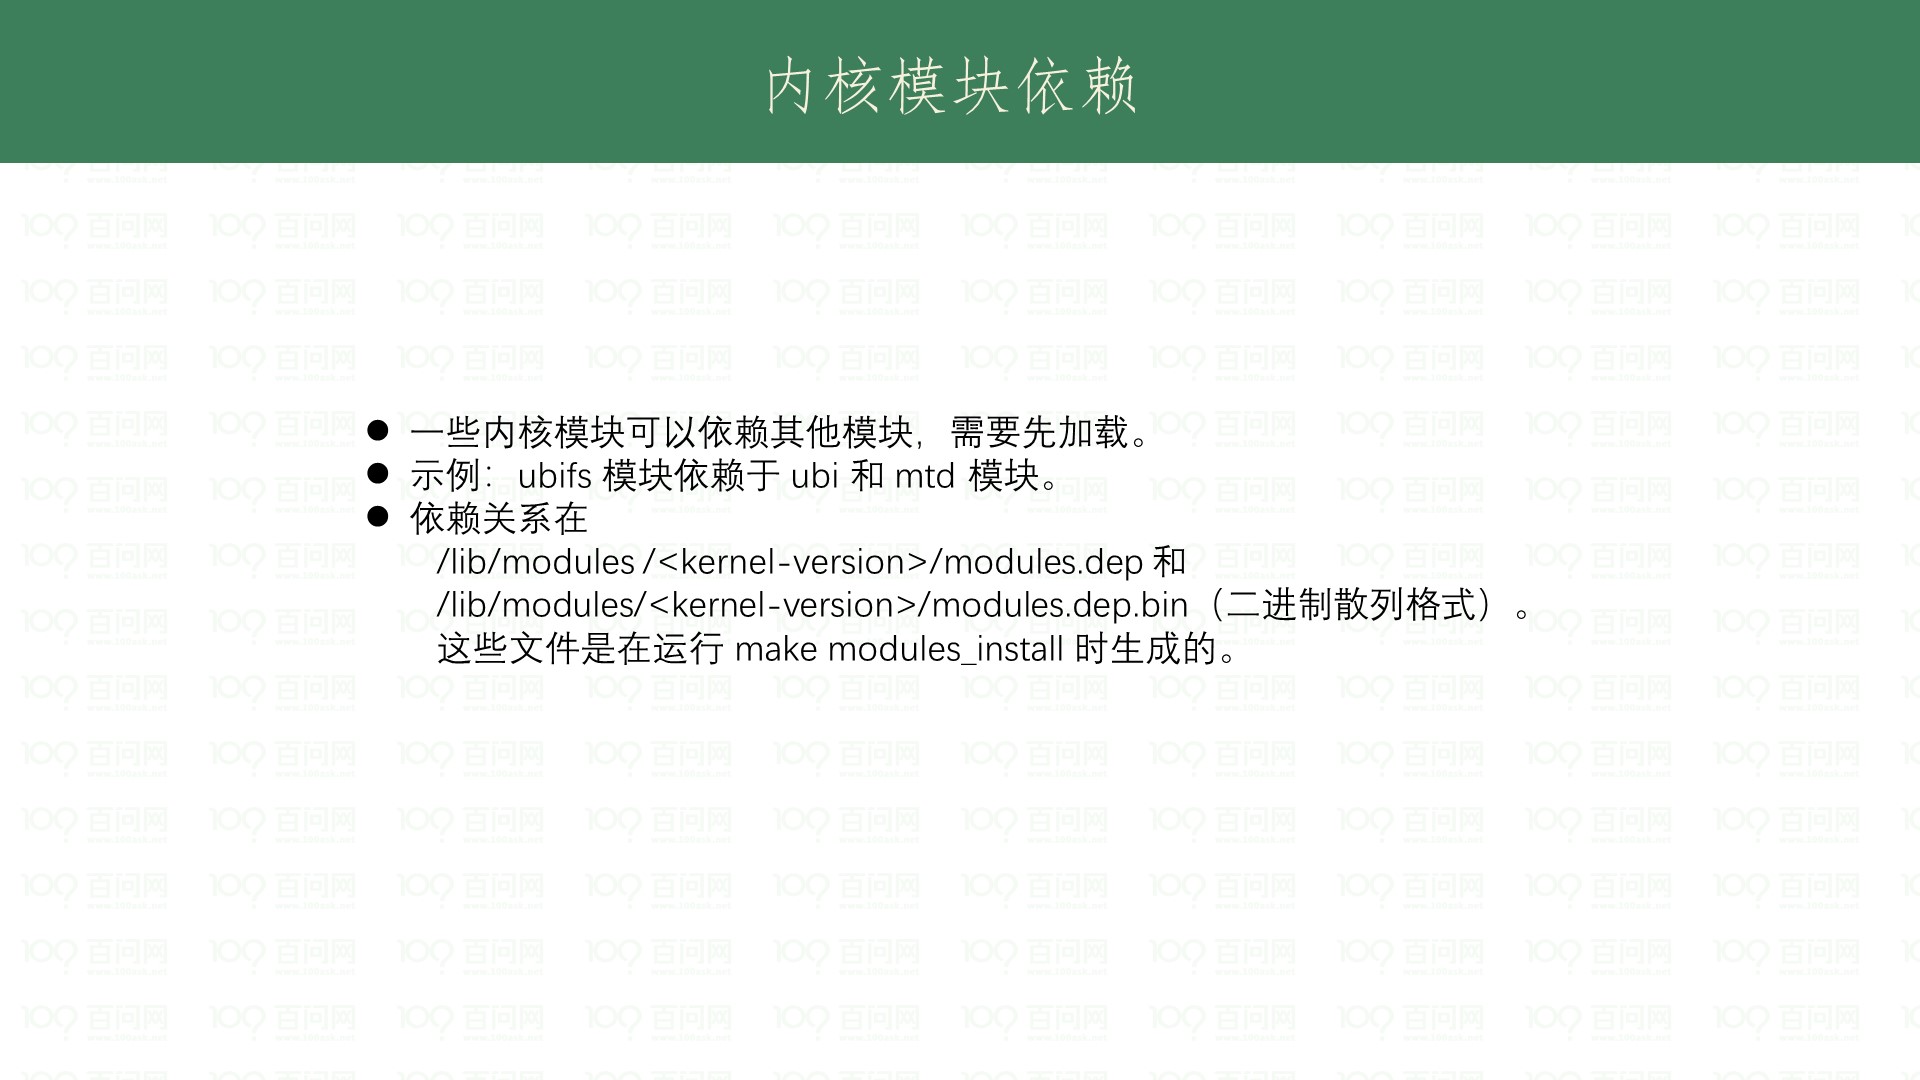 内核模块依赖
● 一些内核模块可以依赖其他模块，需要先加载。
● 示例：ubifs 模块依赖于 ubi 和 mtd 模块。
● 依赖关系在
/lib/modules /<kernel-version>/modules.dep 和
/lib/modules/<kernel-version>/modules.dep.bin（二进制散列格式）。
这些文件是在运行 make modules_install 时生成的。
百问网
www.100ask.net